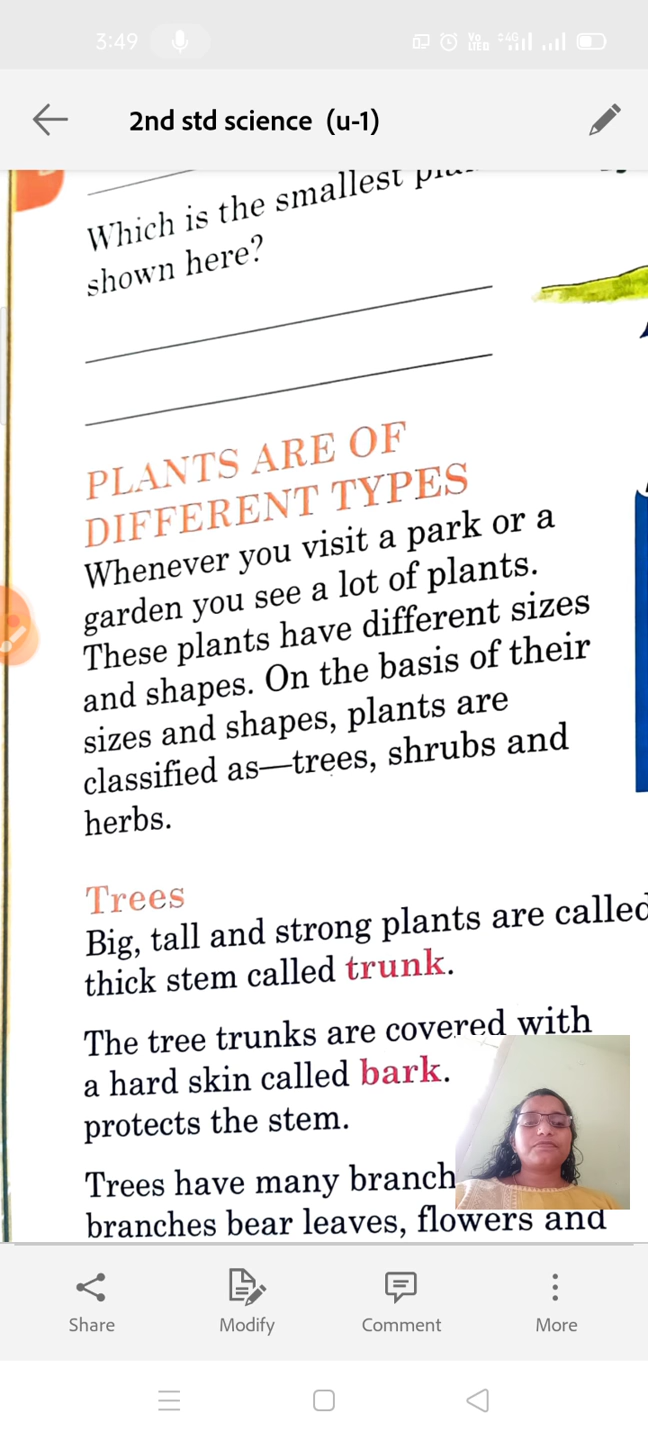 3:49
Vo
LTE
4G
2nd std science (u-1)
Which is the smallest
shown here?
PLANTS ARE OF
DIFFERENT TYPES
Whenever you visit a park or a
garden you see a lot of plants.
These plants have different sizes
and shapes. On the basis of their
sizes and shapes, plants are
classified as—trees, shrubs and
herbs.
Trees
Big, tall and strong plants are called
thick stem called trunk.
The tree trunks are covered with
a hard skin called bark.
protects the stem.
Trees have many branch
branches bear leaves, flowers and
Share
Modify
Comment
More